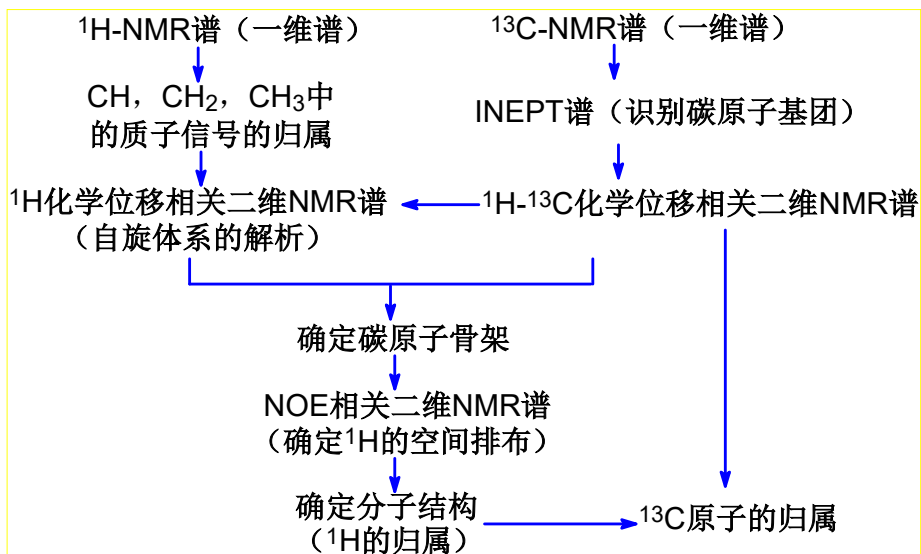 ¹H-NMR谱（一维谱）
¹³C-NMR谱（一维谱）
CH，CH₂，CH₃中
的质子信号的归属
INEPT谱（识别碳原子基团）
¹H化学位移相关二维NMR谱
（自旋体系的解析）
¹H-¹³C化学位移相关二维NMR谱
确定碳原子骨架
NOE相关二维NMR谱
（确定¹H的空间排布）
确定分子结构
（¹H的归属）
¹³C原子的归属